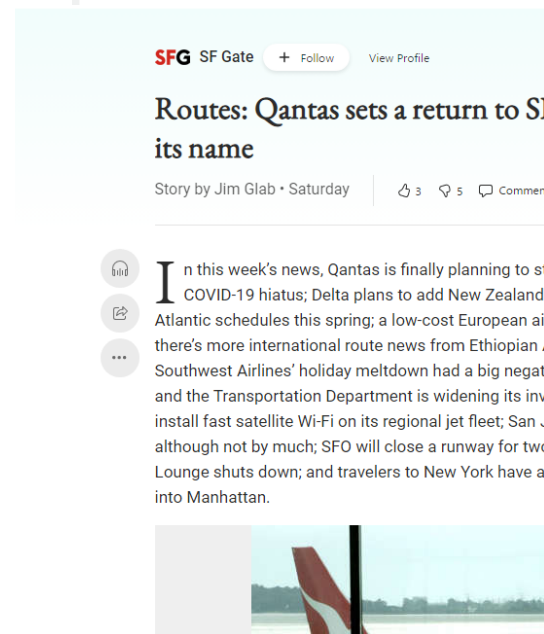 SFG SF Gate + Follow View Profile
Routes: Qantas sets a return to
its name
Story by Jim Glab • Saturday 3 5
In this week's news, Qantas is finally planning to
COVID-19 hiatus; Delta plans to add New Zealand
Atlantic schedules this spring; a low-cost European
there's more international route news from Ethiopian
Southwest Airlines' holiday meltdown had a big
and the Transportation Department is widening its
install fast satellite Wi-Fi on its regional jet fleet; San
although not by much; SFO will close a runway for
Lounge shuts down; and travelers to New York have a
into Manhattan.